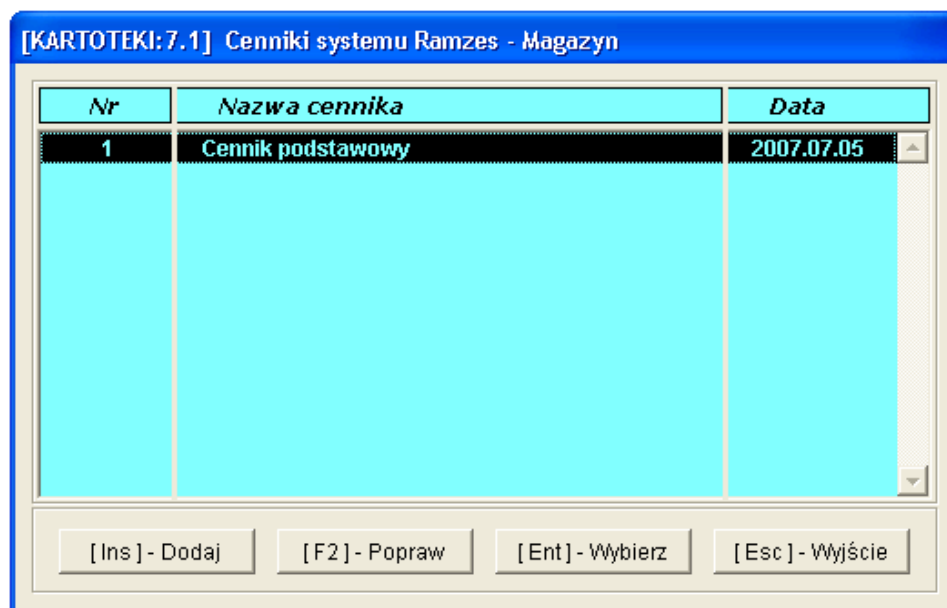 [KARTOTEKI:7.1] Cenniki systemu Ramzes - Magazyn
Nr Nazwa cennika Data
1 Cennik podstawowy 2007.07.05
[Ins] - Dodaj [F2] - Popraw [Ent] - Wybierz [Esc] - Wyjście